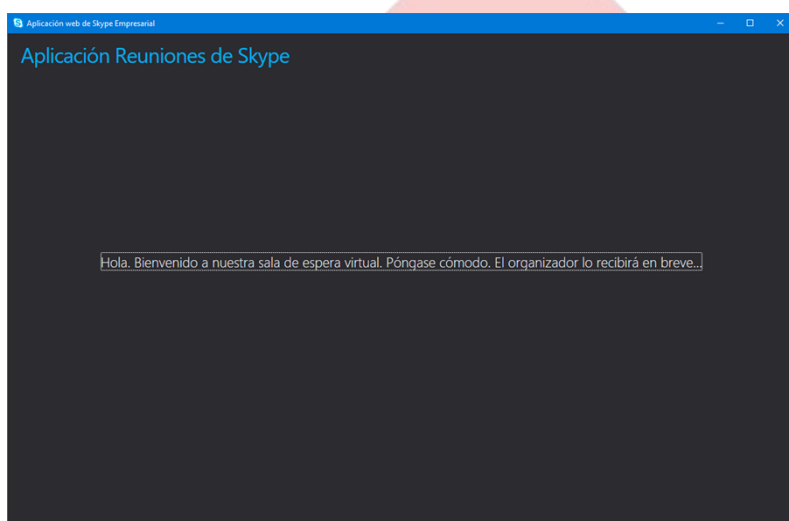 Aplicación web de Skype Empresarial
Aplicación Reuniones de Skype
Hola. Bienvenido a nuestra sala de espera virtual. Póngase cómodo. El organizador lo recibirá en breve...